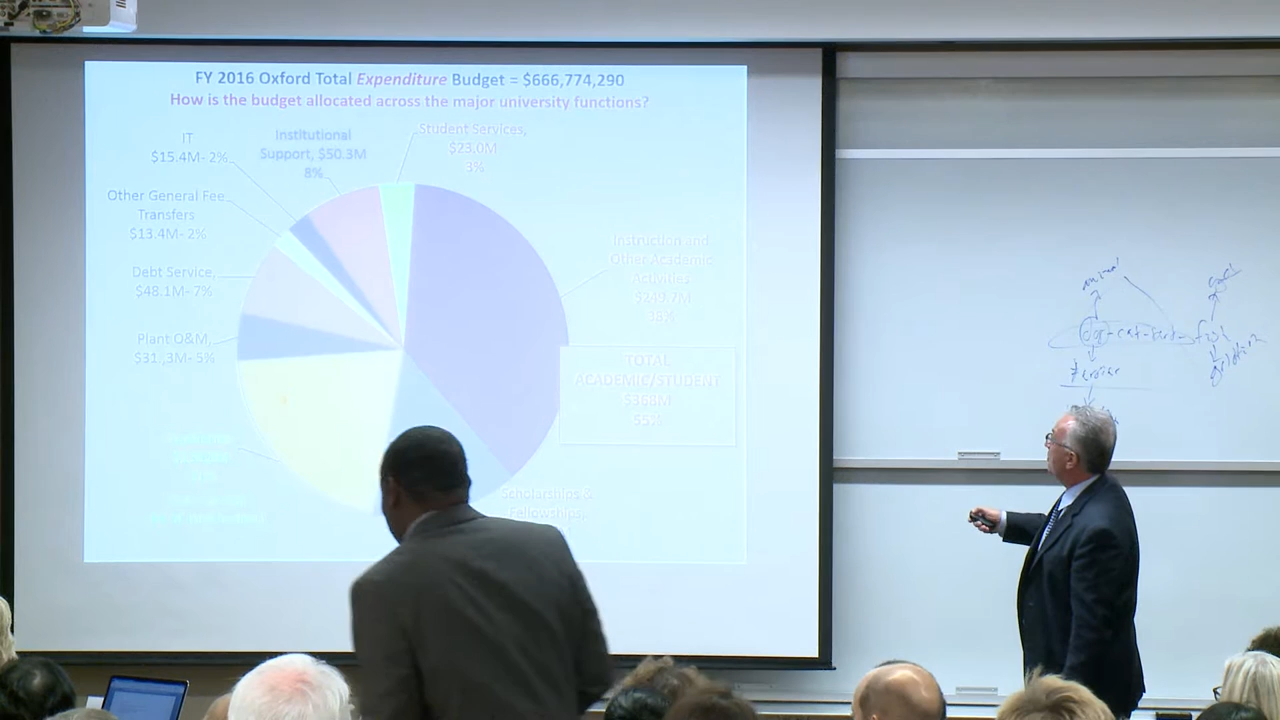 FY 2016 Oxford Total Expenditure Budget = $666,774,290
How is the budget allocated across the major university functions?
Student Services,
$23.0M
3%
Institutional
Support, $50.3M
8%
IT
$15.4M- 2%
Other General Fee
Transfers
$13.4M- 2%
Debt Service,
$48.1M- 7%
Plant O&M,
$31.,3M- 5%
Instruction and
Other Academic
Activities
$249.7M
38%
TOTAL
ACADEMIC/STUDENT
$368M
55%
Scholarships &
Fellowships,